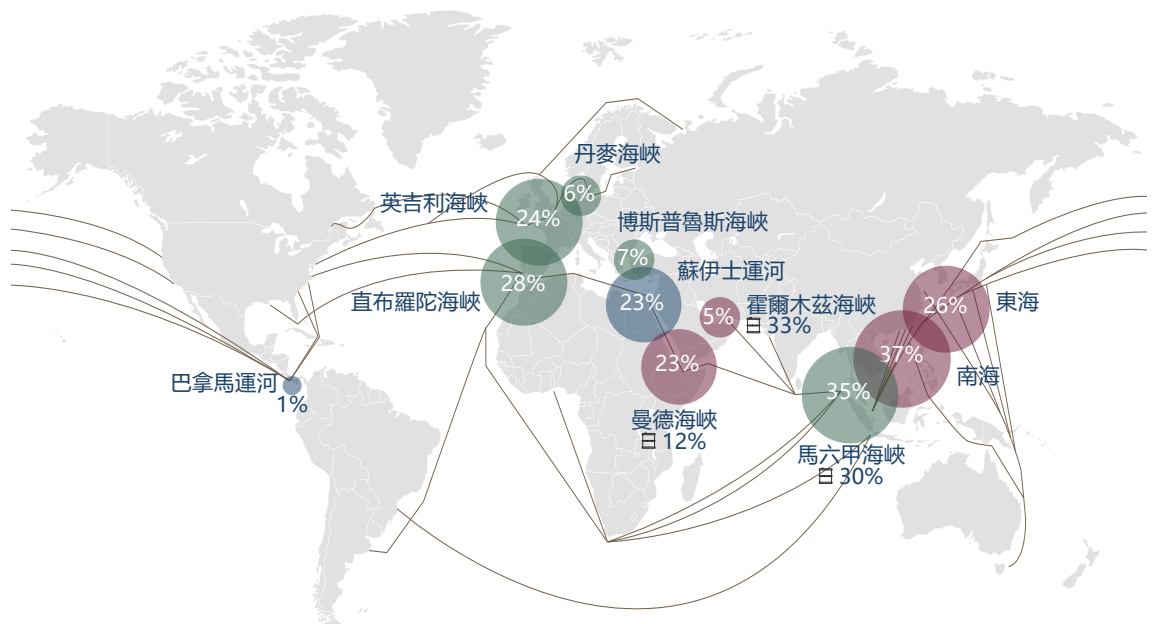 丹麥海峽
6%
英吉利海峽
24%
博斯普魯斯海峽
7%
蘇伊士運河
28%
直布羅陀海峽
23%
霍爾木茲海峽
5%
33%
26%
東海
37%
23%
南海
巴拿馬運河
1%
35%
曼德海峽
12%
馬六甲海峽
30%